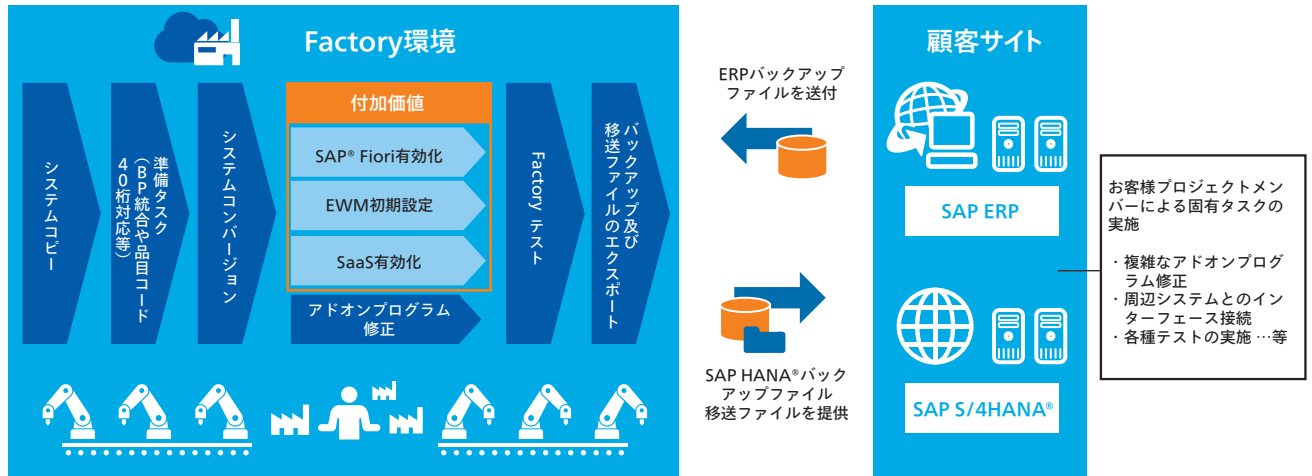 Factory環境
システムコピー
準備タスク
（BP統合や品目コード
40桁対応等）
システムコンバージョン
付加価値
SAP® Fiori有効化
EWM初期設定
SaaS有効化
アドオンプログラム
修正
Factory テスト
バックアップ及び
移送ファイルのエクスポート
ERPバックアップ
ファイルを送付
SAP HANA®バック
アップファイル
移送ファイルを提供
顧客サイト
SAP ERP
SAP S/4HANA®
お客様プロジェクトメン
バーによる固有タスクの
実施
・複雑なアドオンプログ
ラム修正
・周辺システムとのイン
ターフェース接続
・各種テストの実施 …等